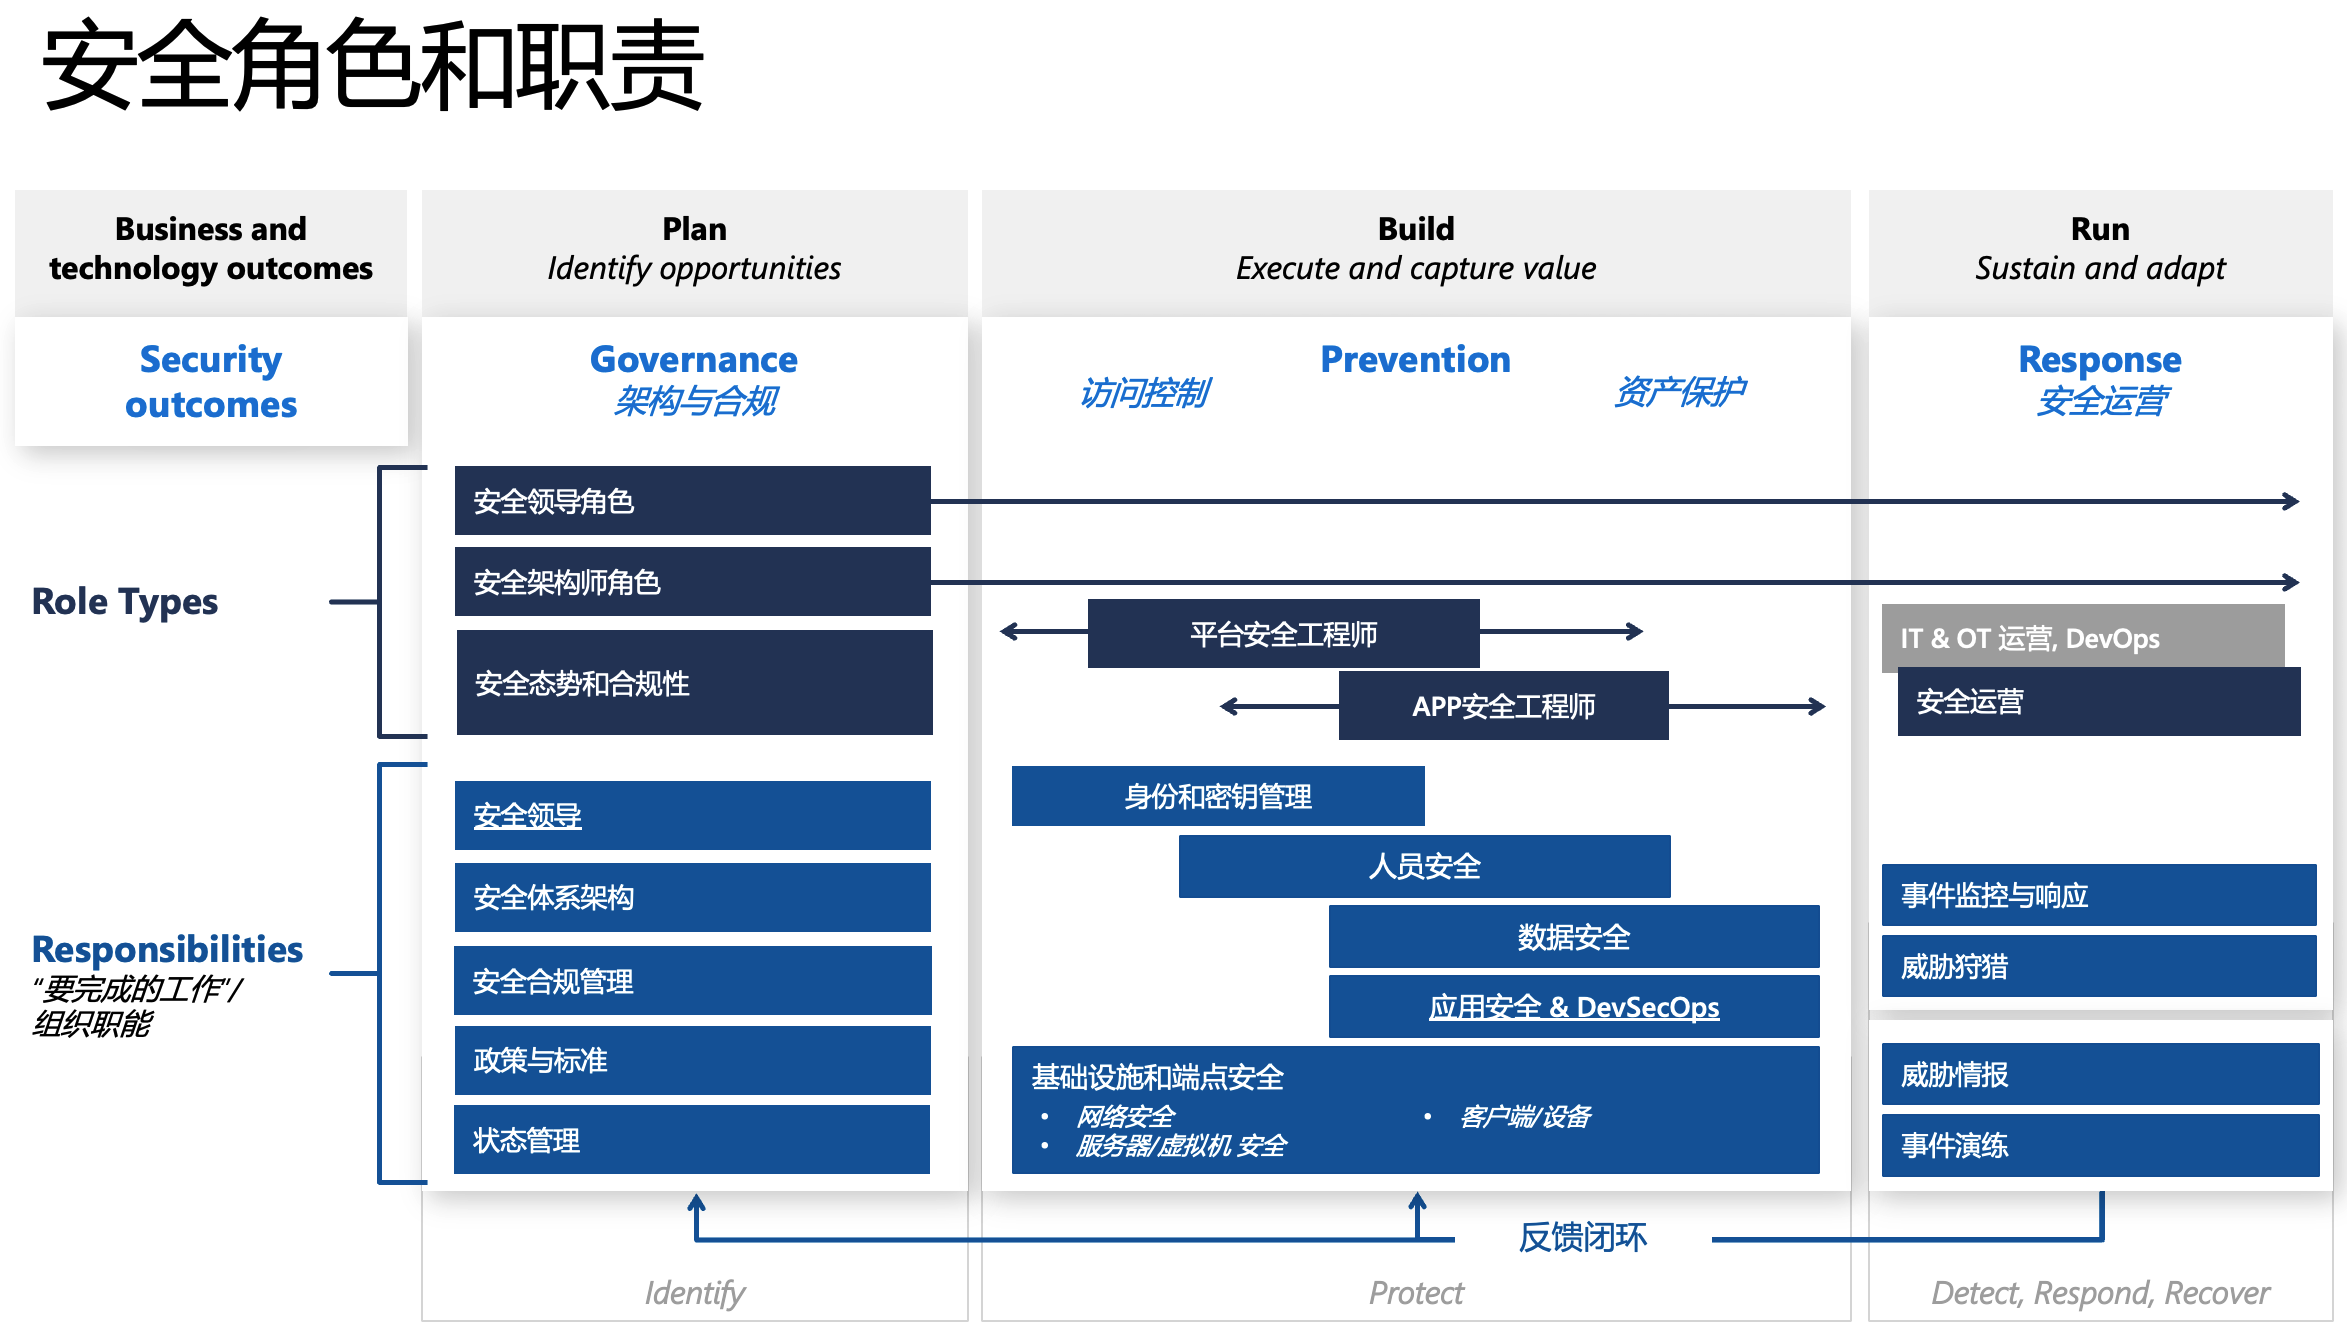 安全角色和职责
Business and
technology outcomes
Plan
Identify opportunities
Build
Execute and capture value
Run
Sustain and adapt
Security
outcomes
Governance
架构与合规
Prevention
访问控制
资产保护
Response
安全运营
Role Types
安全领导角色
安全架构师角色
安全态势和合规性
平台安全工程师
APP安全工程师
IT & OT 运营, DevOps
安全运营
Responsibilities
“要完成的工作”/
组织职能
安全领导
安全体系架构
安全合规管理
政策与标准
状态管理
身份和密钥管理
人员安全
数据安全
应用安全 & DevSecOps
基础设施和端点安全
• 网络安全
• 服务器/虚拟机 安全
• 客户端/设备
事件监控与响应
威胁狩猎
威胁情报
事件演练
反馈闭环
Identify
Protect
Detect, Respond, Recover